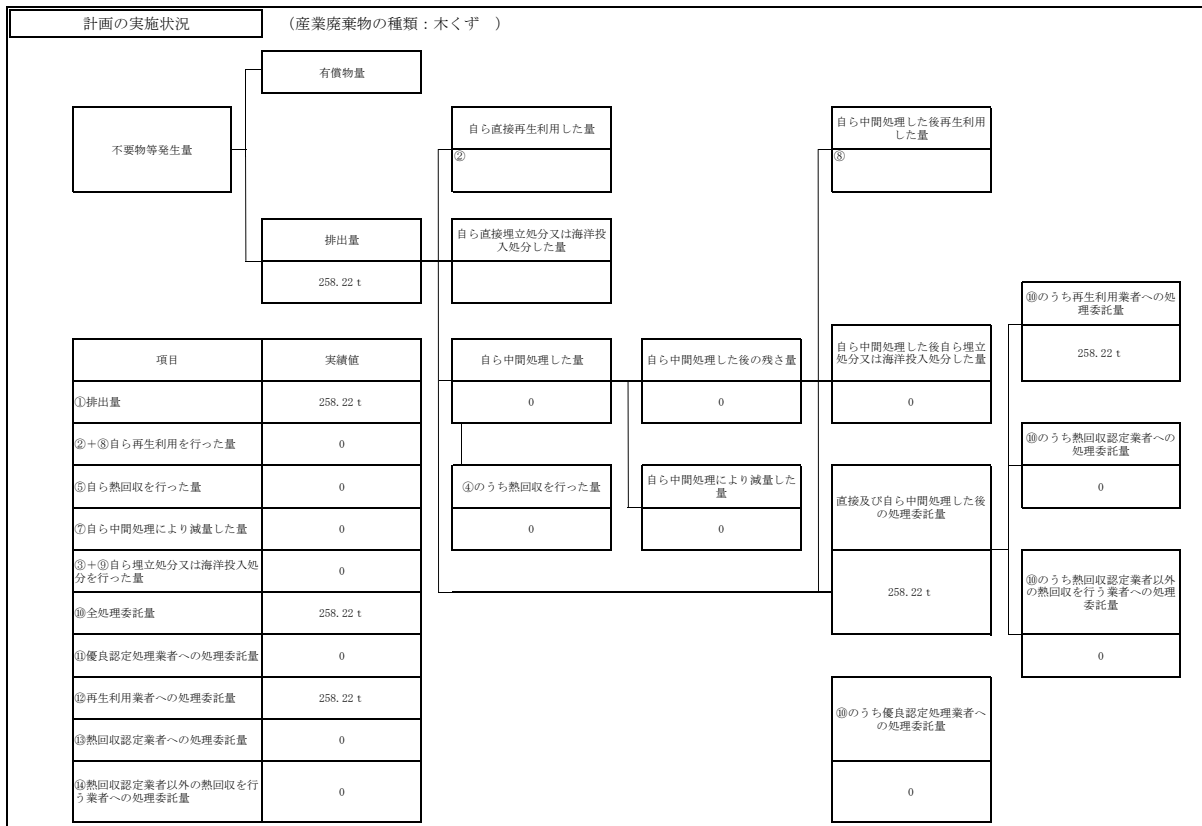 計画の実施状況 （産業廃棄物の種類：木くず ）
有償物量
不要物等発生量
自ら直接再生利用した量
②
自ら中間処理した後再生利用
した量
⑧
排出量
258.22ｔ
自ら直接埋立処分又は海洋投
入処分した量
⑩のうち再生利用業者への処
理委託量
258.22ｔ
項目 実績値
①排出量 258.22ｔ
②＋⑧自ら再生利用を行った量 0
⑤自ら熱回収を行った量 0
⑦自ら中間処理により減量した量 0
③＋⑨自ら埋立処分又は海洋投入処
分を行った量 0
⑩全処理委託量 258.22ｔ
⑪優良認定処理業者への処理委託量 0
⑫再生利用業者への処理委託量 258.22ｔ
⑬熱回収認定業者への処理委託量 0
⑭熱回収認定業者以外の熱回収を行
う業者への処理委託量 0
自ら中間処理した量
0
自ら中間処理した後の残さ量
0
自ら中間処理した後自ら埋立
処分又は海洋投入処分した量
0
④のうち熱回収を行った量
0
自ら中間処理により減量した
量
0
直接及び自ら中間処理した後
の処理委託量
258.22ｔ
⑩のうち熱回収認定業者への
処理委託量
0
⑩のうち熱回収認定業者以外
の熱回収を行う業者への処理
委託量
0
⑩のうち優良認定処理業者へ
の処理委託量
0